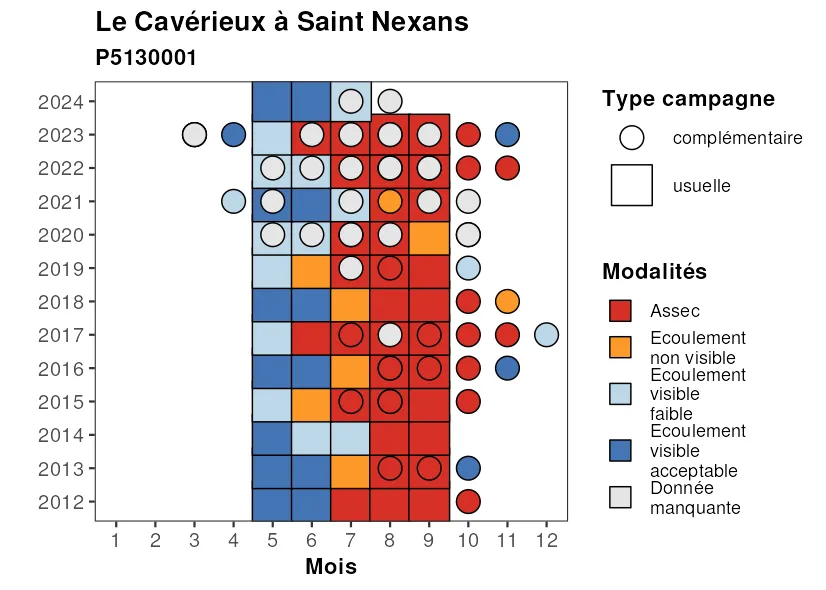 Le Cavérieux à Saint Nexans
P5130001
2024
2023
2022
2021
2020
2019
2018
2017
2016
2015
2014
2013
2012
1 2 3 4 5 6 7 8 9 10 11 12
Mois
Type campagne
complémentaire
usuelle
Modalités
Assec
Ecoulement
non visible
Ecoulement
visible
faible
Ecoulement
visible
acceptable
Donnée
manquante